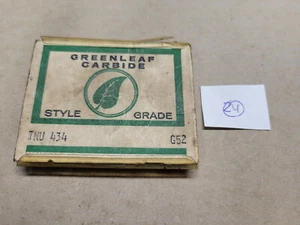 GREENLEAF
CARBIDE
STYLE GRADE
TNU 434 G52
24